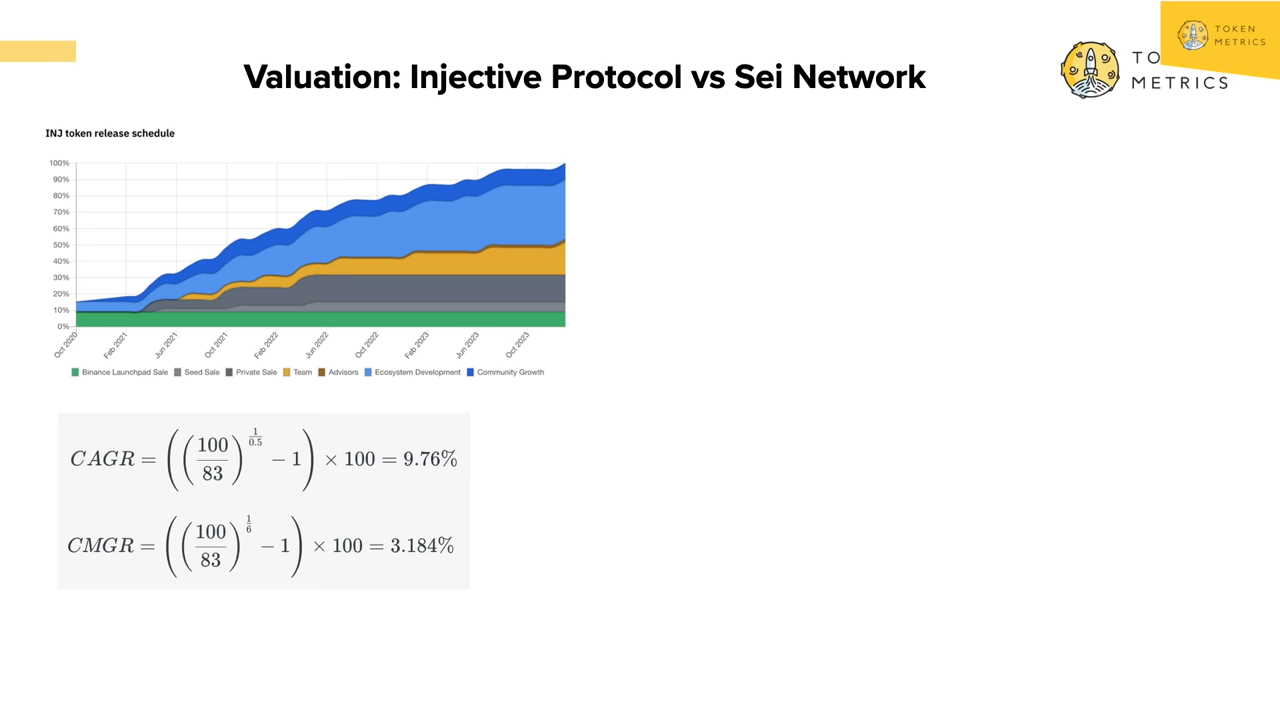 TOKEN
METRICS
TO
METRICS
Valuation: Injective Protocol vs Sei Network
INJ token release schedule
100%
90%
80%
70%
60%
50%
40%
30%
20%
10%
0%
Oct 2020
Feb 2021
Jun 2021
Oct 2021
Feb 2022
Jun 2022
Oct 2022
Feb 2023
Jun 2023
Oct 2023
Binance Launchpad Sale Seed Sale Private Sale Team Advisors Ecosystem Development Community Growth
CAGR = ((100/83)^(1/0.5) − 1) × 100 = 9.76%
CMGR = ((100/83)^(1/6) − 1) × 100 = 3.184%